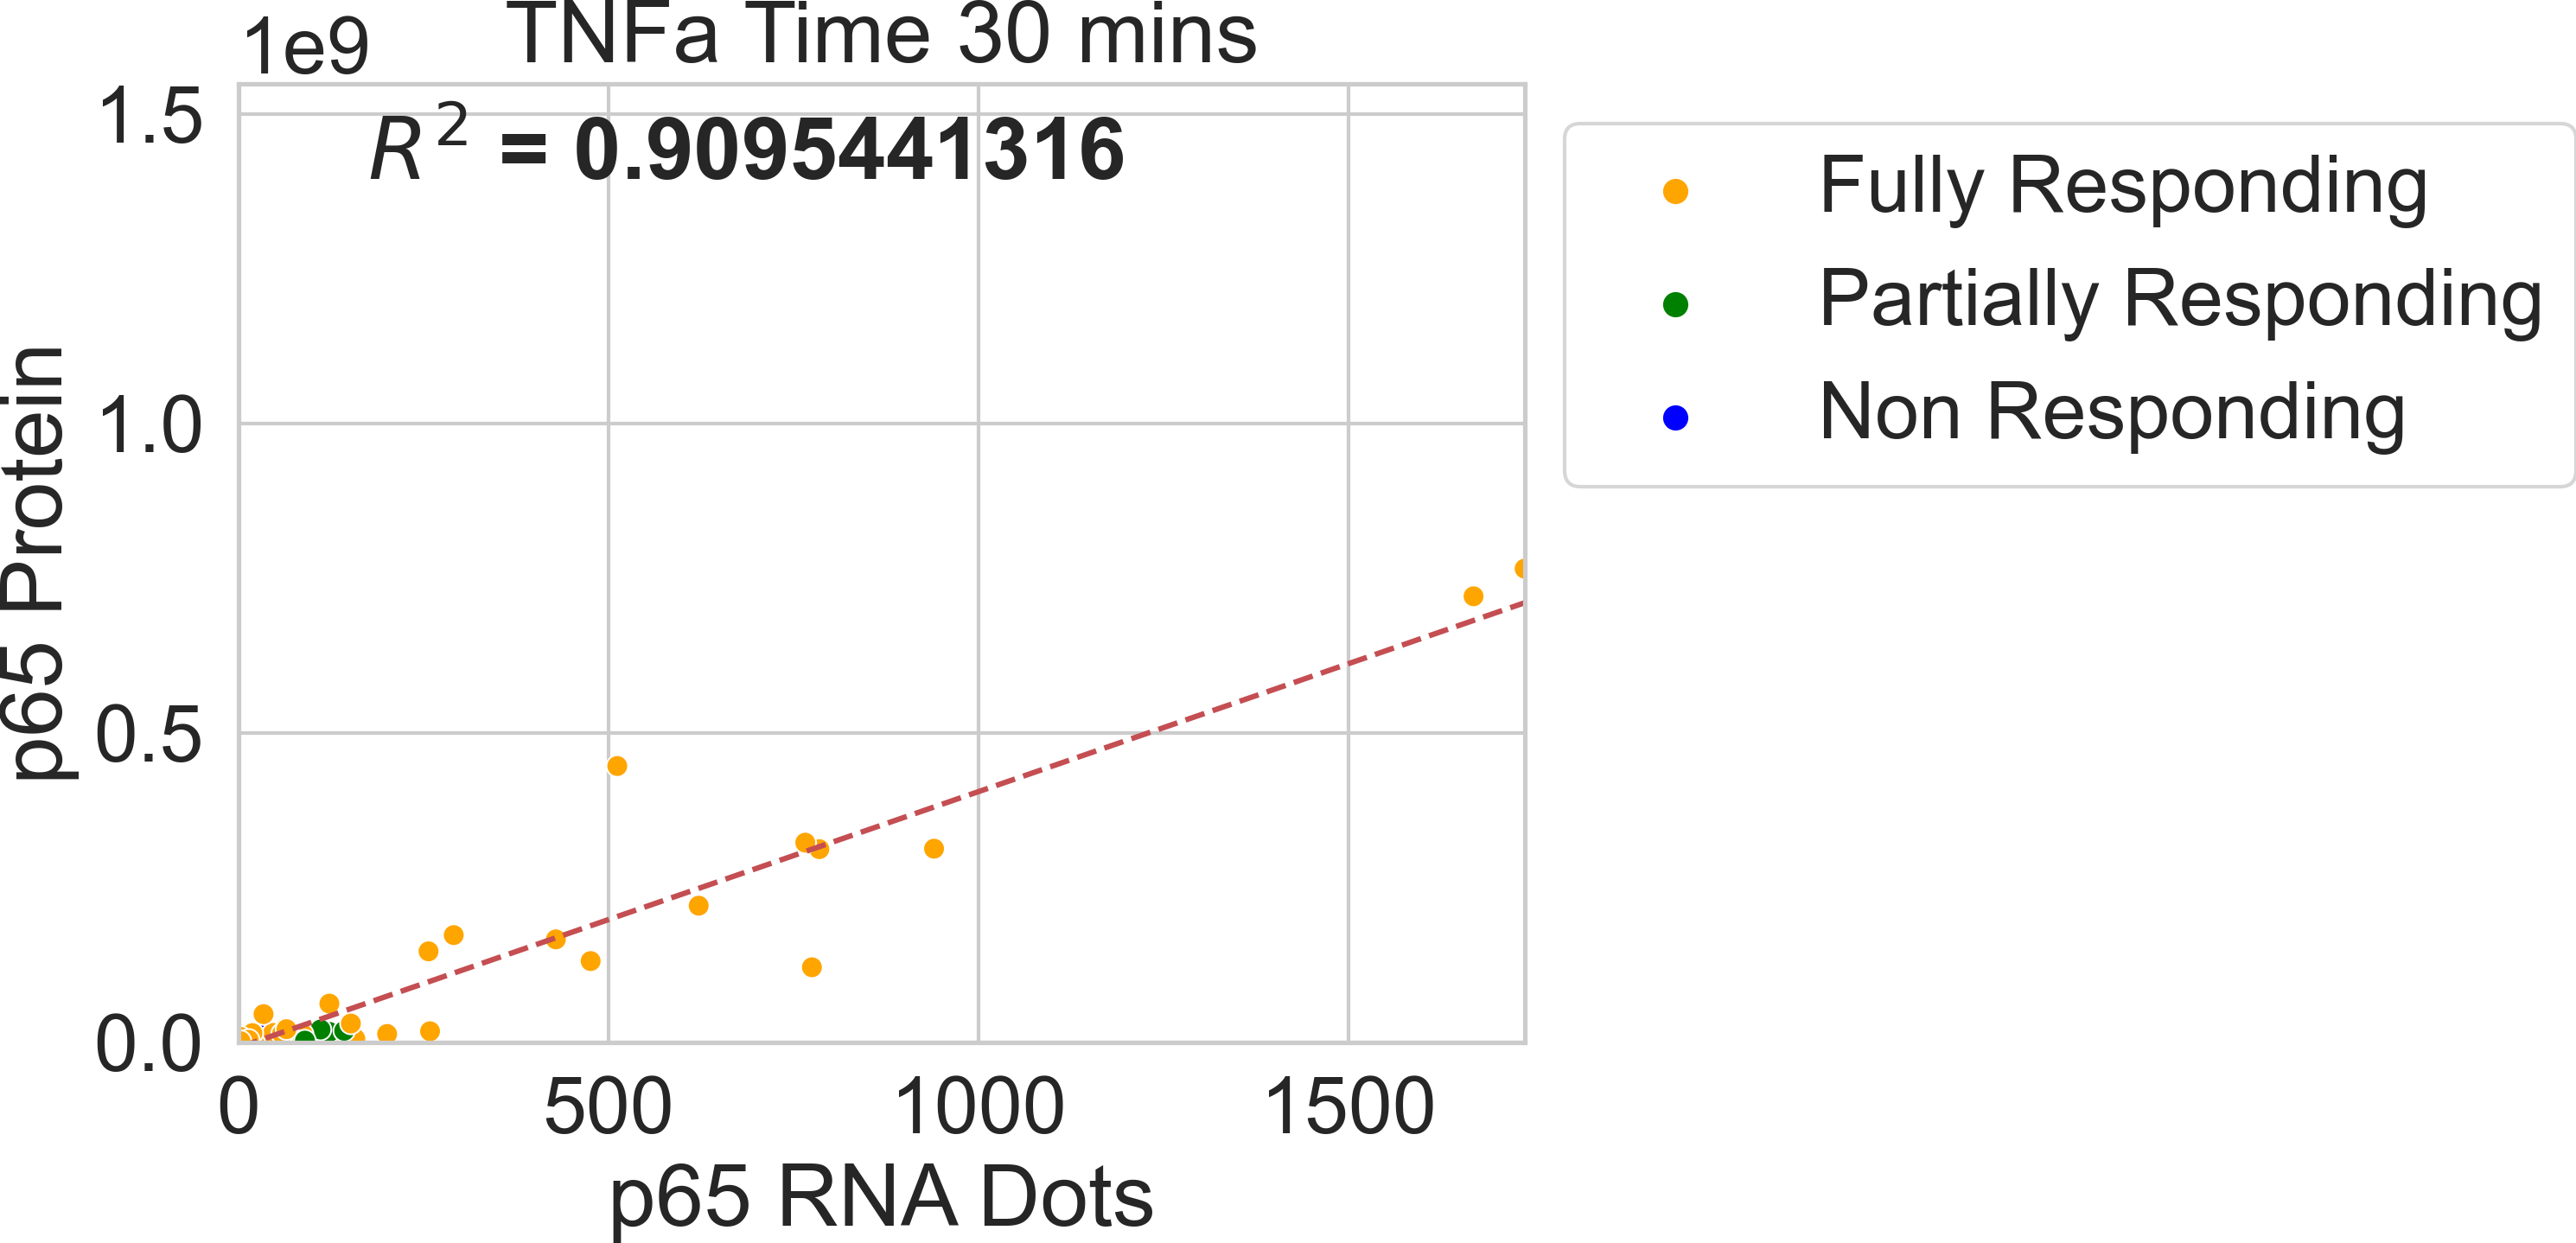 TNFa Time 30 mins
1e9
R² = 0.9095441316
1.5
1.0
0.5
0.0
p65 Protein
0 500 1000 1500
p65 RNA Dots
Fully Responding
Partially Responding
Non Responding